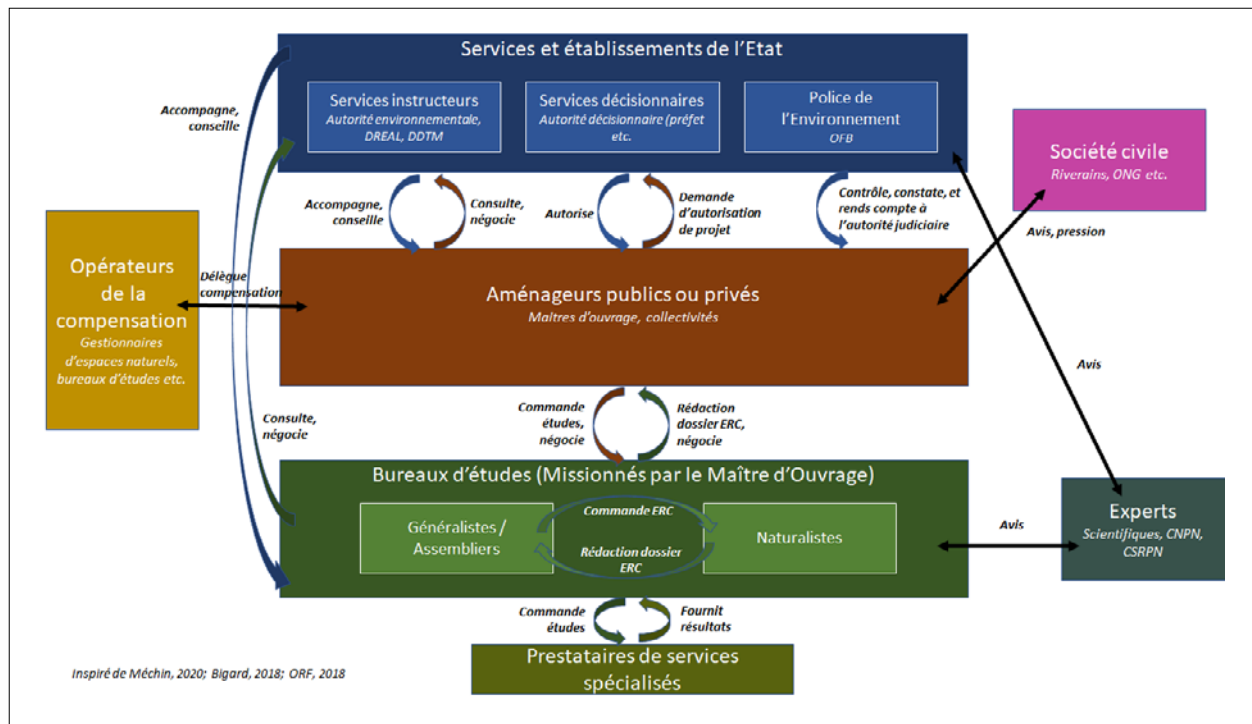 Services et établissements de l'Etat
Accompagne,
conseille
Services instructeurs
Autorité environnementale,
DREAL, DDTM
Services décisionnaires
Autorité décisionnaire (préfet
etc.
Police de
l'Environnement
OFB
Société civile
Riverains, ONG etc.
Accompagne,
conseille
Consulte,
négocie
Autorise
Demande
d'autorisation
de projet
Contrôle, constate, et
rends compte à
l'autorité judiciaire
Avis, pression
Opérateurs
de la
compensation
Gestionnaires
d'espaces naturels,
bureaux d'études etc.
Délègue
compensation
Aménageurs publics ou privés
Maitres d'ouvrage, collectivités
Avis
Consulte,
négocie
Commande
études,
négocie
Rédaction
dossier ERC,
négocie
Bureaux d'études (Missionnés par le Maître d'Ouvrage)
Généralistes /
Assembliers
Commande ERC
Rédaction dossier
ERC
Naturalistes
Avis
Experts
Scientifiques, CNPN,
CSRPN
Commande
études
Fournit
résultats
Prestataires de services
spécialisés
Inspiré de Méchin, 2020; Bigard, 2018; ORF, 2018